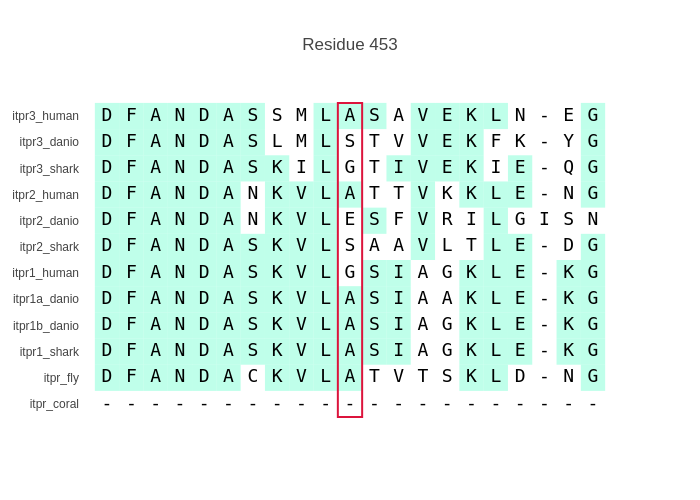 Residue 453
itpr3_human D F A N D A S S M L A S A V E K L N - E G
itpr3_danio D F A N D A S L M L S T V V E K F K - Y G
itpr3_shark D F A N D A S K I L G T I V E K I E - Q G
itpr2_human D F A N D A N K V L A T T V K K L E - N G
itpr2_danio D F A N D A N K V L E S F V R I L G I S N
itpr2_shark D F A N D A S K V L S A A V L T L E - D G
itpr1_human D F A N D A S K V L G S I A G K L E - K G
itpr1a_danio D F A N D A S K V L A S I A A K L E - K G
itpr1b_danio D F A N D A S K V L A S I A G K L E - K G
itpr1_shark D F A N D A S K V L A S I A G K L E - K G
itpr_fly D F A N D A C K V L A T V T S K L D - N G
itpr_coral - - - - - - - - - - - - - - - - - - - - -